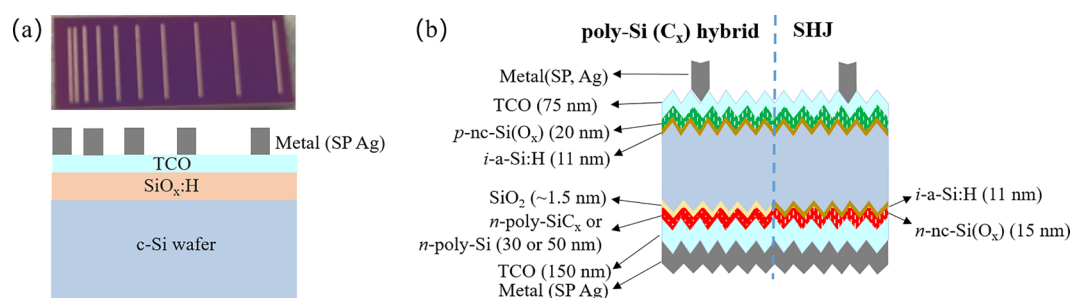 (a)
Metal (SP Ag)
TCO
SiOₓ:H
c-Si wafer
(b)
poly-Si (Cₓ) hybrid
SHJ
Metal(SP, Ag)
TCO (75 nm)
p-nc-Si(Oₓ) (20 nm)
i-a-Si:H (11 nm)
SiO₂ (~1.5 nm)
n-poly-SiCₓ or
n-poly-Si (30 or 50 nm)
TCO (150 nm)
Metal (SP Ag)
i-a-Si:H (11 nm)
n-nc-Si(Oₓ) (15 nm)